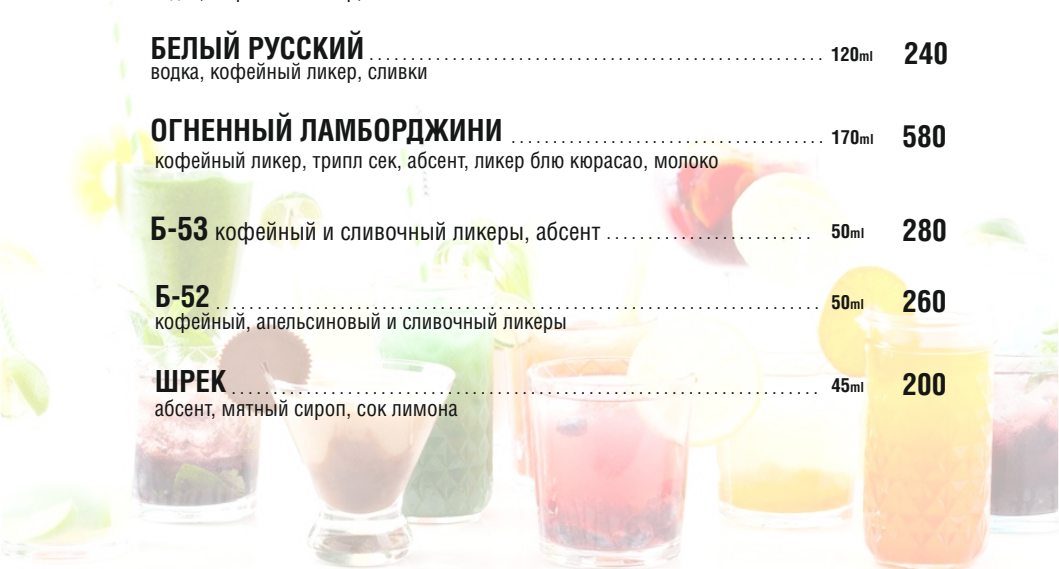 БЕЛЫЙ РУССКИЙ 120ml 240
водка, кофейный ликер, сливки
ОГНЕННЫЙ ЛАМБОРДЖИНИ 170ml 580
кофейный ликер, трипл сек, абсент, ликер блю кюрасао, молоко
Б-53 кофейный и сливочный ликеры, абсент 50ml 280
Б-52 50ml 260
кофейный, апельсиновый и сливочный ликеры
ШРЕК 45ml 200
абсент, мятный сироп, сок лимона